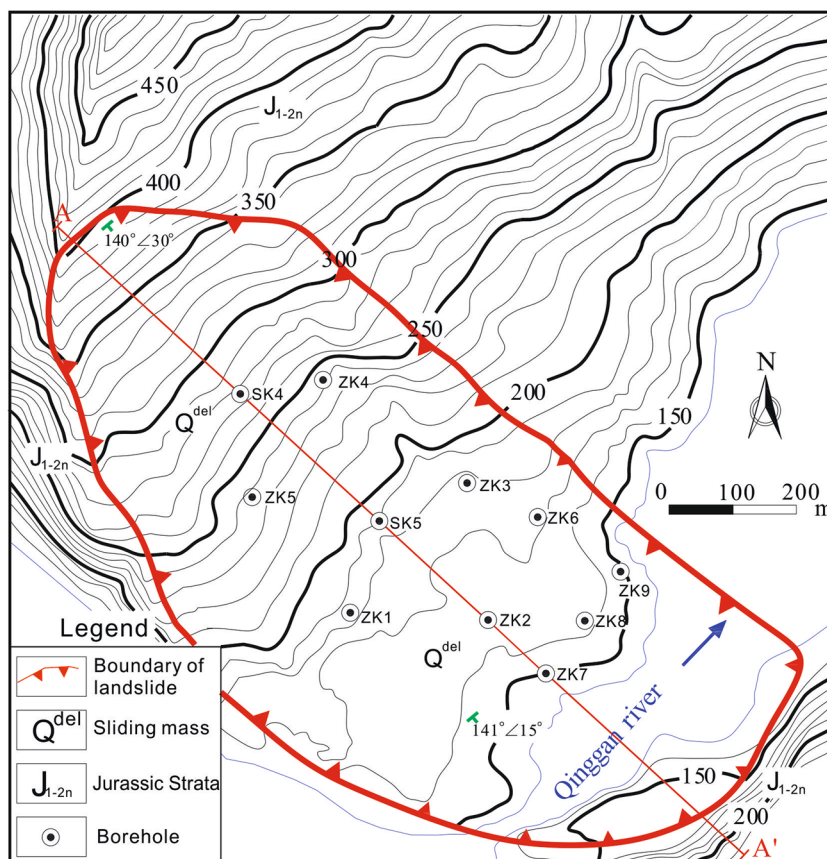 450
J1-2n
400
350
A
140°∠30°
300
250
200
150
N
SK4
ZK4
Qdel
J1-2n
ZK5
ZK3
0 100 200
m
SK5
ZK6
ZK9
ZK1
ZK2
ZK8
Qdel
ZK7
141°∠15°
Qinggan river
150
J1-2n
200
A'
Legend
Boundary of
landslide
Qdel
Sliding mass
J1-2n
Jurassic Strata
Borehole